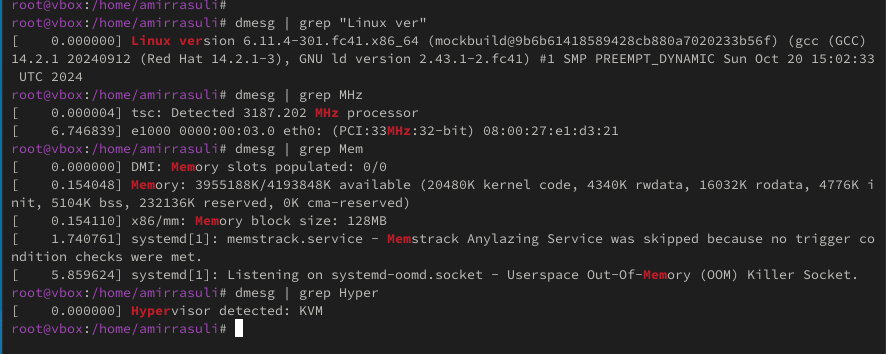 root@vbox:/home/amirrasuli#
root@vbox:/home/amirrasuli# dmesg | grep "Linux ver"
[    0.000000] Linux version 6.11.4-301.fc41.x86_64 (mockbuild@9b6b61418589428cb880a7020233b56f) (gcc (GCC)
14.2.1 20240912 (Red Hat 14.2.1-3), GNU ld version 2.43.1-2.fc41) #1 SMP PREEMPT_DYNAMIC Sun Oct 20 15:02:33
 UTC 2024
root@vbox:/home/amirrasuli# dmesg | grep MHz
[    0.000004] tsc: Detected 3187.202 MHz processor
[    6.746839] e1000 0000:00:03.0 eth0: (PCI:33MHz:32-bit) 08:00:27:e1:d3:21
root@vbox:/home/amirrasuli# dmesg | grep Mem
[    0.000000] DMI: Memory slots populated: 0/0
[    0.154048] Memory: 3955188K/4193848K available (20480K kernel code, 4340K rwdata, 16032K rodata, 4776K i
nit, 5104K bss, 232136K reserved, 0K cma-reserved)
[    0.154110] x86/mm: Memory block size: 128MB
[    1.740761] systemd[1]: memstrack.service - Memstrack Anylazing Service was skipped because no trigger co
ndition checks were met.
[    5.859624] systemd[1]: Listening on systemd-oomd.socket - Userspace Out-Of-Memory (OOM) Killer Socket.
root@vbox:/home/amirrasuli# dmesg | grep Hyper
[    0.000000] Hypervisor detected: KVM
root@vbox:/home/amirrasuli#